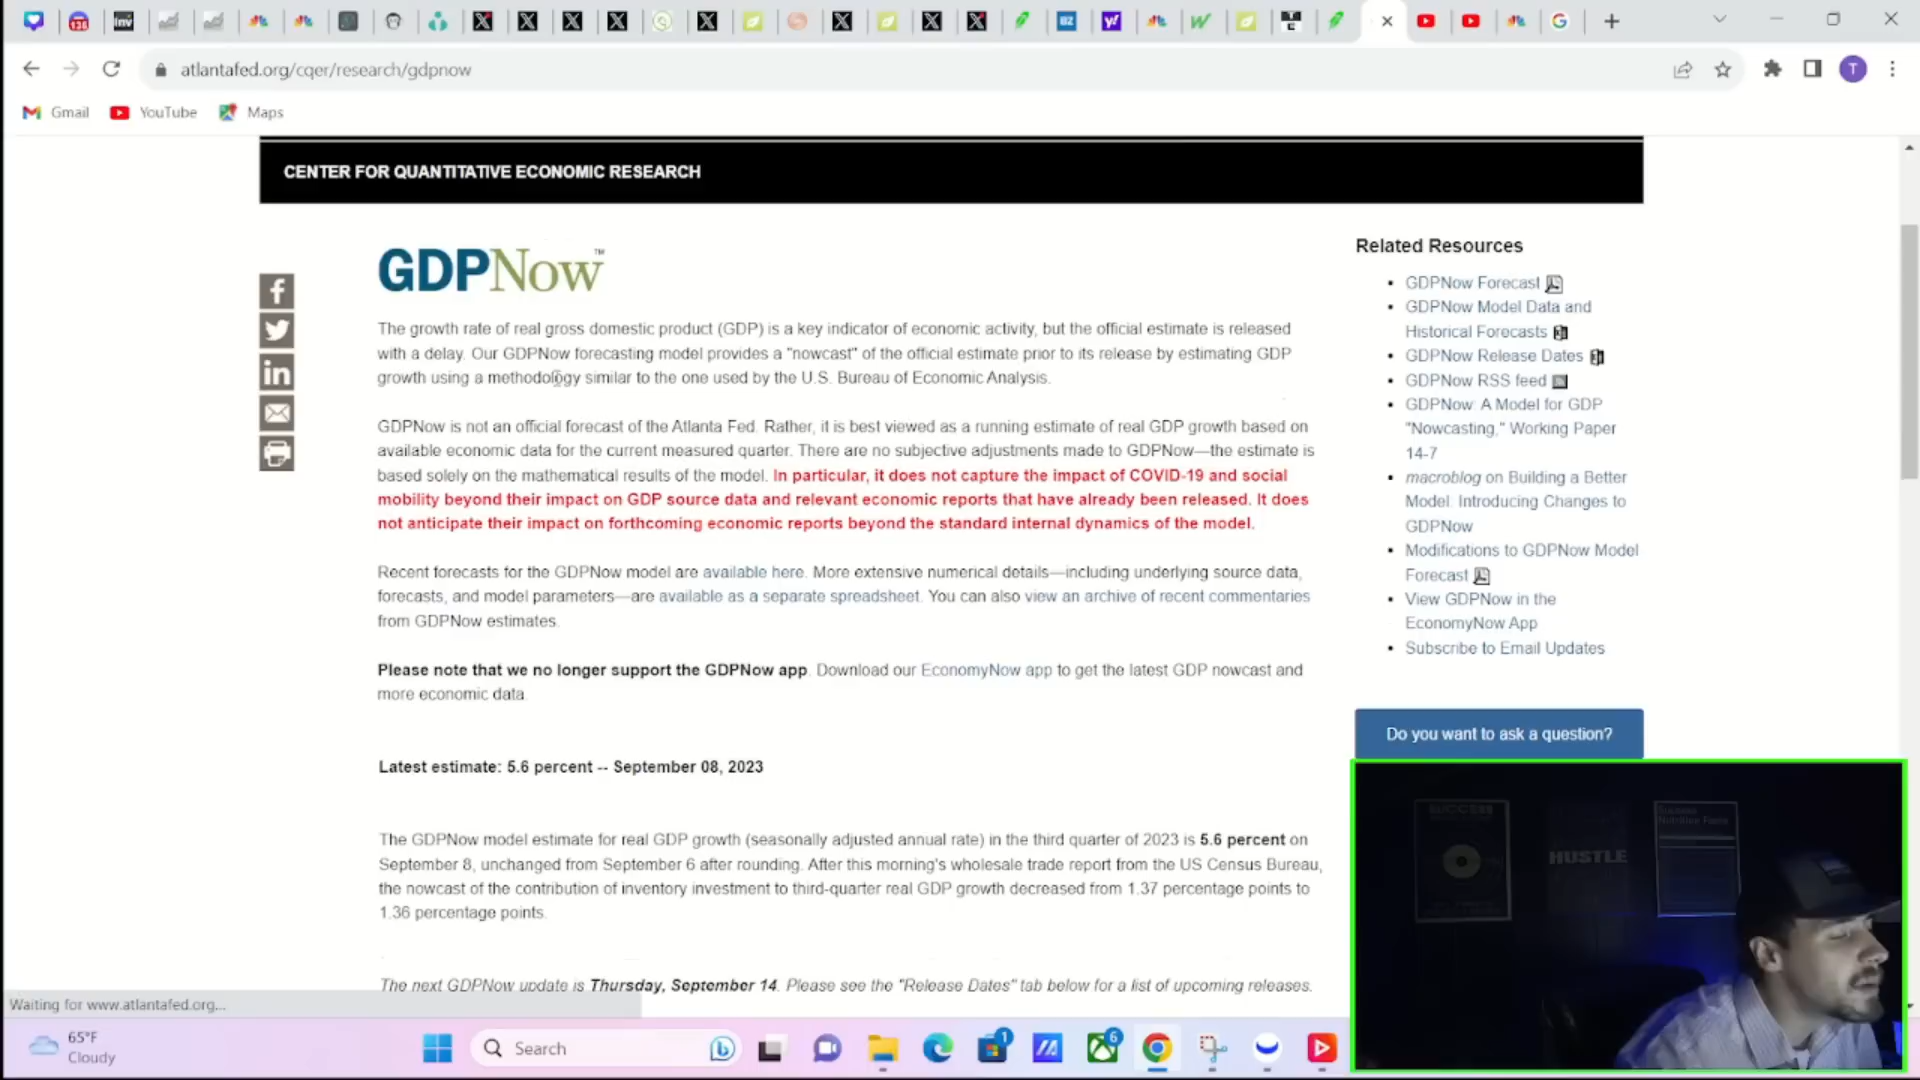 atlantafed.org/cqer/research/gdpnow
T
Gmail
YouTube
Maps
CENTER FOR QUANTITATIVE ECONOMIC RESEARCH
GDPNow™
The growth rate of real gross domestic product (GDP) is a key indicator of economic activity, but the official estimate is released
with a delay. Our GDPNow forecasting model provides a "nowcast" of the official estimate prior to its release by estimating GDP
growth using a methodology similar to the one used by the U.S. Bureau of Economic Analysis.
GDPNow is not an official forecast of the Atlanta Fed. Rather, it is best viewed as a running estimate of real GDP growth based on
available economic data for the current measured quarter. There are no subjective adjustments made to GDPNow—the estimate is
based solely on the mathematical results of the model. In particular, it does not capture the impact of COVID-19 and social
mobility beyond their impact on GDP source data and relevant economic reports that have already been released. It does
not anticipate their impact on forthcoming economic reports beyond the standard internal dynamics of the model.
Recent forecasts for the GDPNow model are available here. More extensive numerical details—including underlying source data,
forecasts, and model parameters—are available as a separate spreadsheet. You can also view an archive of recent commentaries
from GDPNow estimates.
Please note that we no longer support the GDPNow app. Download our EconomyNow app to get the latest GDP nowcast and
more economic data.
Latest estimate: 5.6 percent -- September 08, 2023
The GDPNow model estimate for real GDP growth (seasonally adjusted annual rate) in the third quarter of 2023 is 5.6 percent on
September 8, unchanged from September 6 after rounding. After this morning's wholesale trade report from the US Census Bureau,
the nowcast of the contribution of inventory investment to third-quarter real GDP growth decreased from 1.37 percentage points to
1.36 percentage points.
The next GDPNow update is Thursday, September 14. Please see the "Release Dates" tab below for a list of upcoming releases.
Related Resources
GDPNow Forecast
GDPNow Model Data and
Historical Forecasts
GDPNow Release Dates
GDPNow RSS feed
GDPNow: A Model for GDP
"Nowcasting," Working Paper
14-7
macroblog on Building a Better
Model: Introducing Changes to
GDPNow
Modifications to GDPNow Model
Forecast
View GDPNow in the
EconomyNow App
Subscribe to Email Updates
Do you want to ask a question?
SUCCESS
HUSTLE
Success
Nutrition Facts
Waiting for www.atlantafed.org...
65°F
Cloudy
Search
1
6